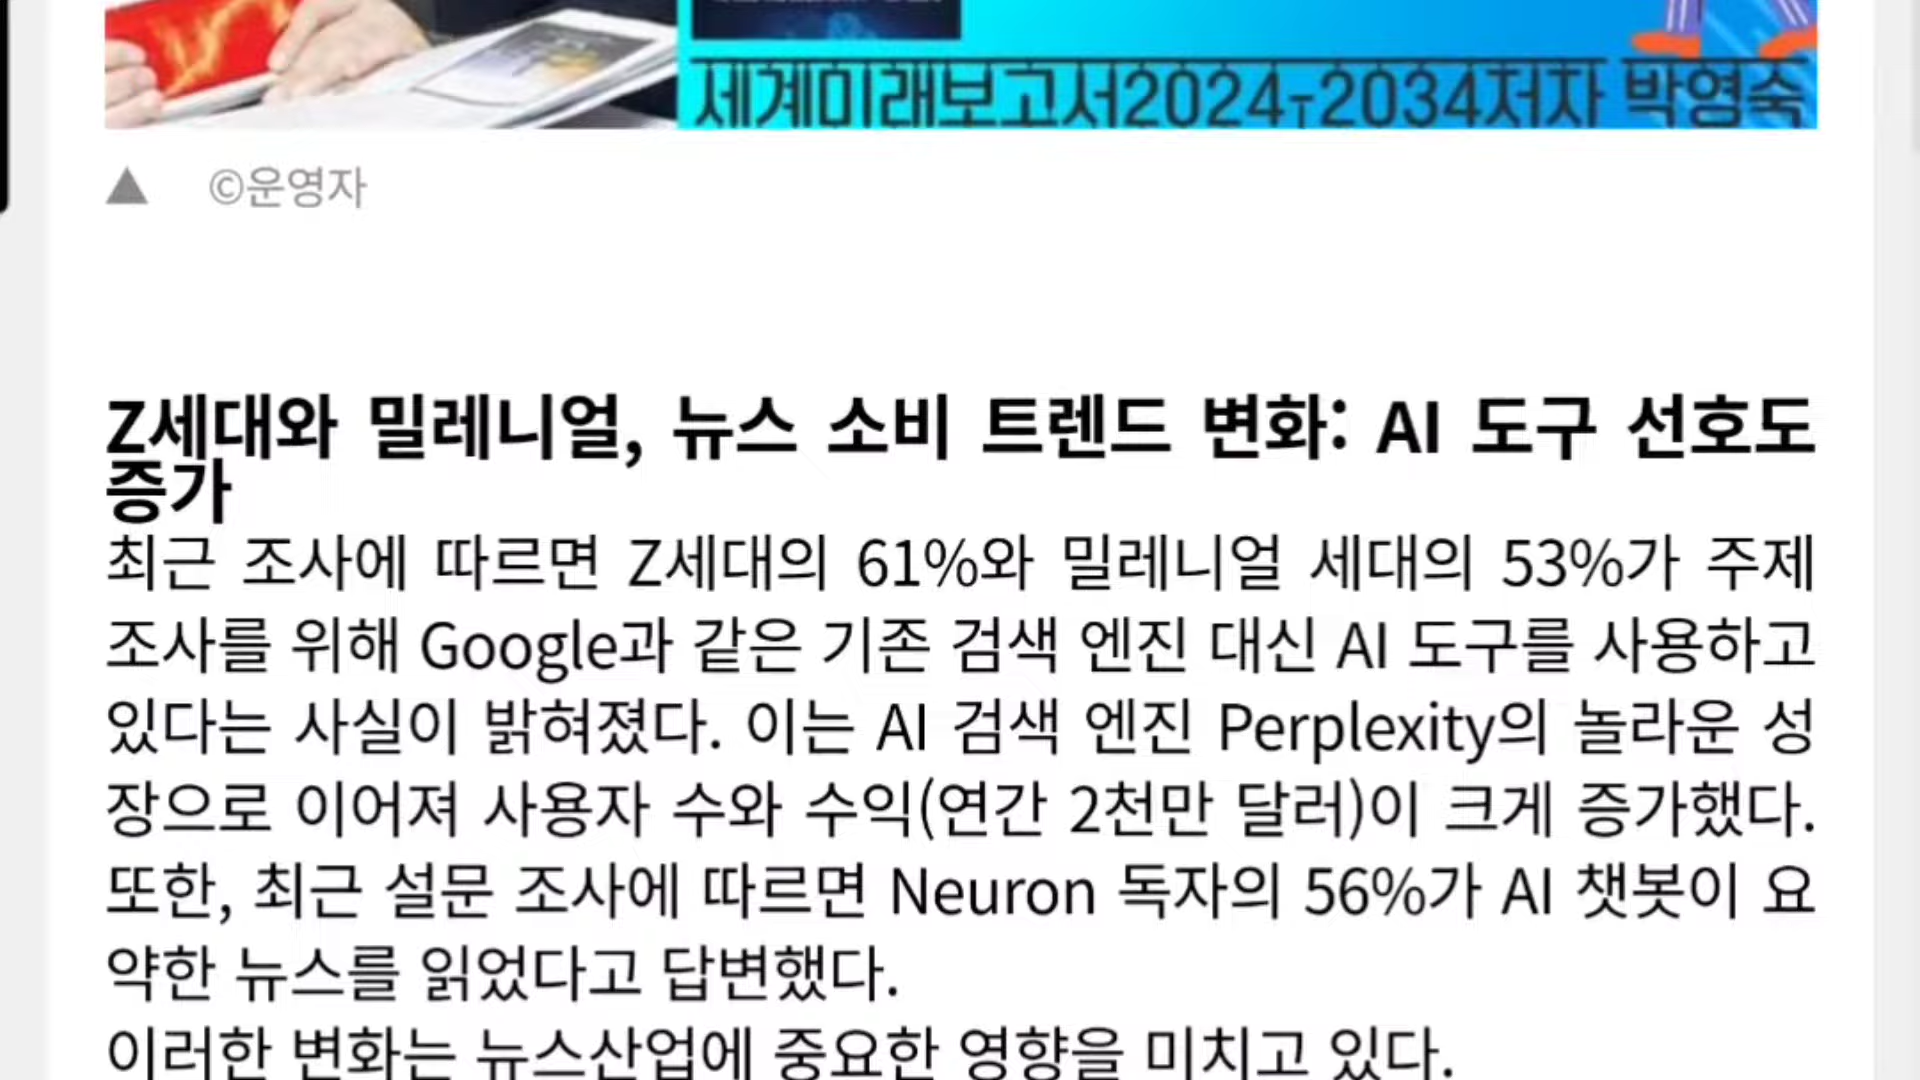 세계미래보고서2024-2034저자 박영숙
▲ ©운영자
Z세대와 밀레니얼, 뉴스 소비 트렌드 변화: AI 도구 선호도
증가
최근 조사에 따르면 Z세대의 61%와 밀레니얼 세대의 53%가 주제
조사를 위해 Google과 같은 기존 검색 엔진 대신 AI 도구를 사용하고
있다는 사실이 밝혀졌다. 이는 AI 검색 엔진 Perplexity의 놀라운 성
장으로 이어져 사용자 수와 수익(연간 2천만 달러)이 크게 증가했다.
또한, 최근 설문 조사에 따르면 Neuron 독자의 56%가 AI 챗봇이 요
약한 뉴스를 읽었다고 답변했다.
이러한 변화는 뉴스산업에 중요한 영향을 미치고 있다.